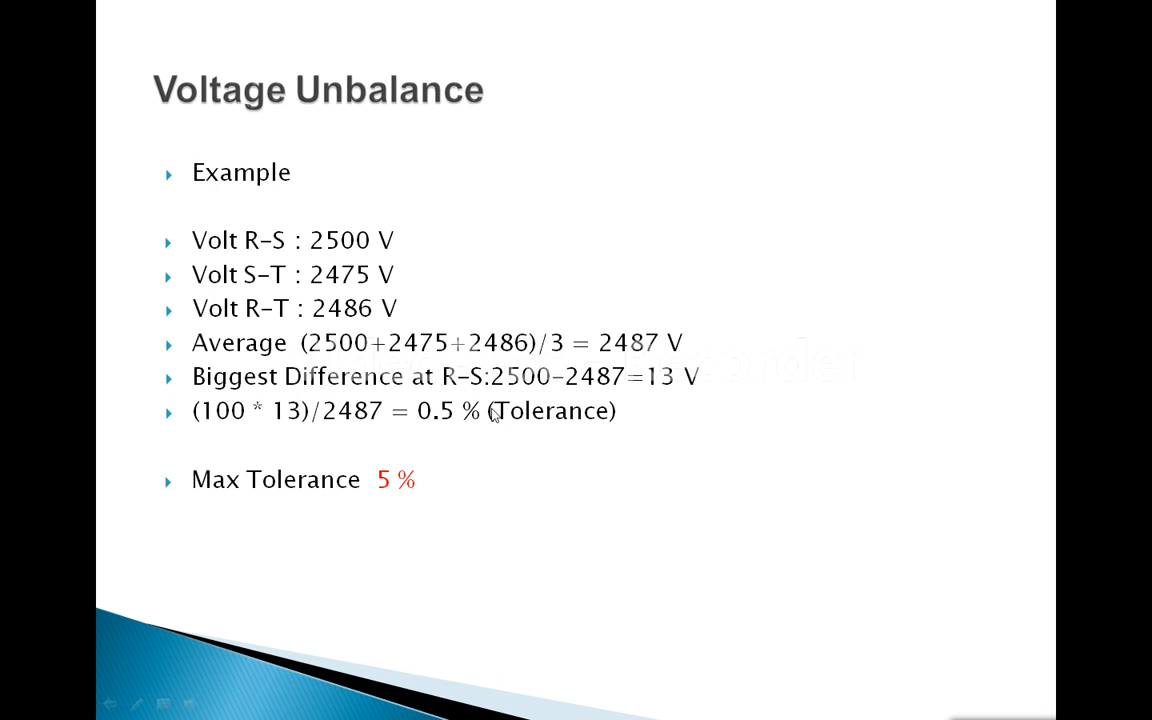 Voltage Unbalance
Example
Volt R-S : 2500 V
Volt S-T : 2475 V
Volt R-T : 2486 V
Average (2500+2475+2486)/3 = 2487 V
Biggest Difference at R-S:2500-2487=13 V
(100 * 13)/2487 = 0.5 % (Tolerance)
Max Tolerance 5 %